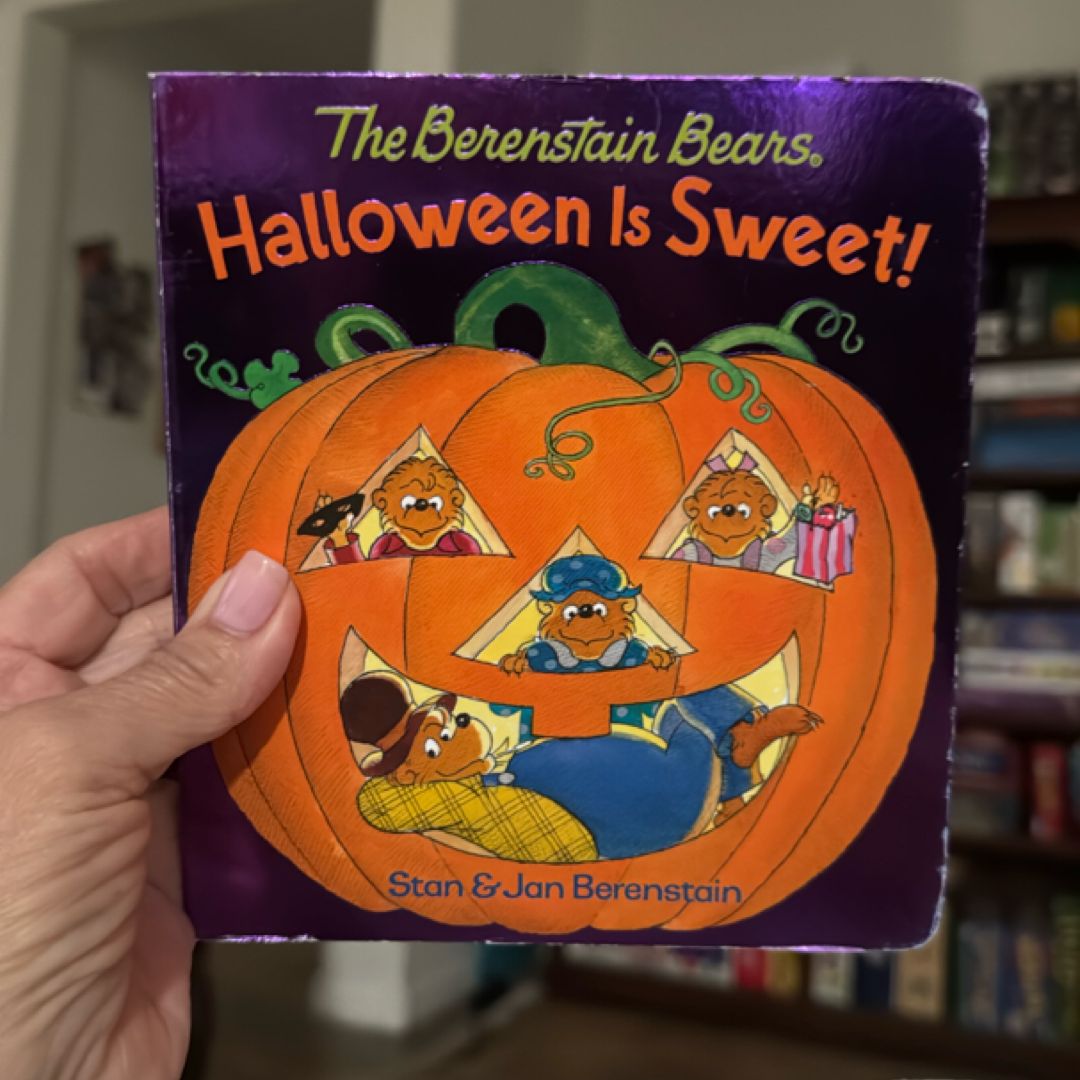 The Berenstain Bears®
Halloween Is Sweet!
Stan & Jan Berenstain